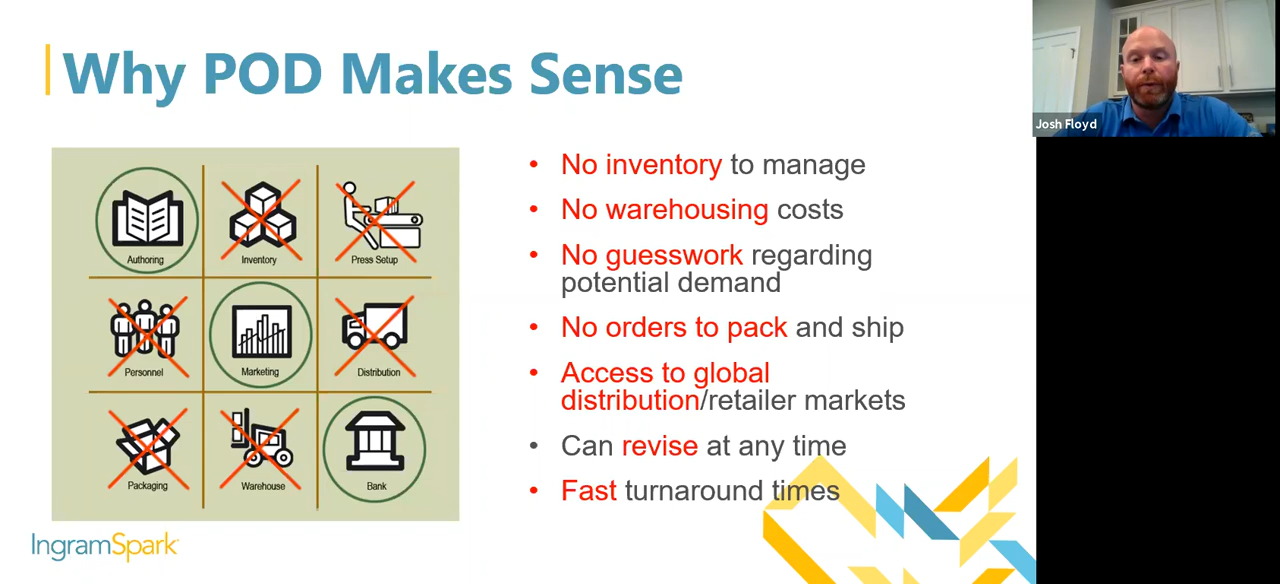 Why POD Makes Sense
Josh Floyd
Authoring
Inventory
Press Setup
Personnel
Marketing
Distribution
Packaging
Warehouse
Bank
• No inventory to manage
• No warehousing costs
• No guesswork regarding
potential demand
• No orders to pack and ship
• Access to global
distribution/retailer markets
• Can revise at any time
• Fast turnaround times
IngramSpark